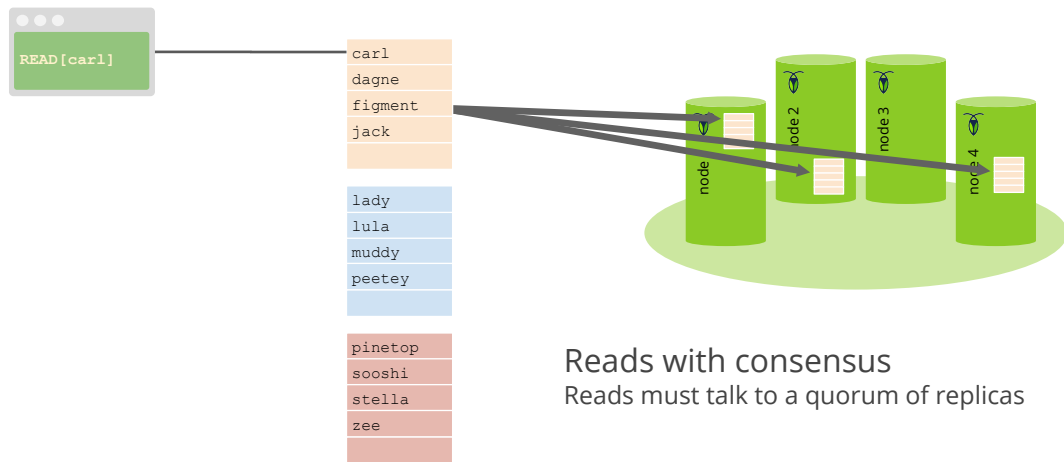 READ[carl]
carl
dagne
figment
jack
lady
lula
muddy
peetey
pinetop
sooshi
stella
zee
node
node 2
node 3
node 4
Reads with consensus
Reads must talk to a quorum of replicas